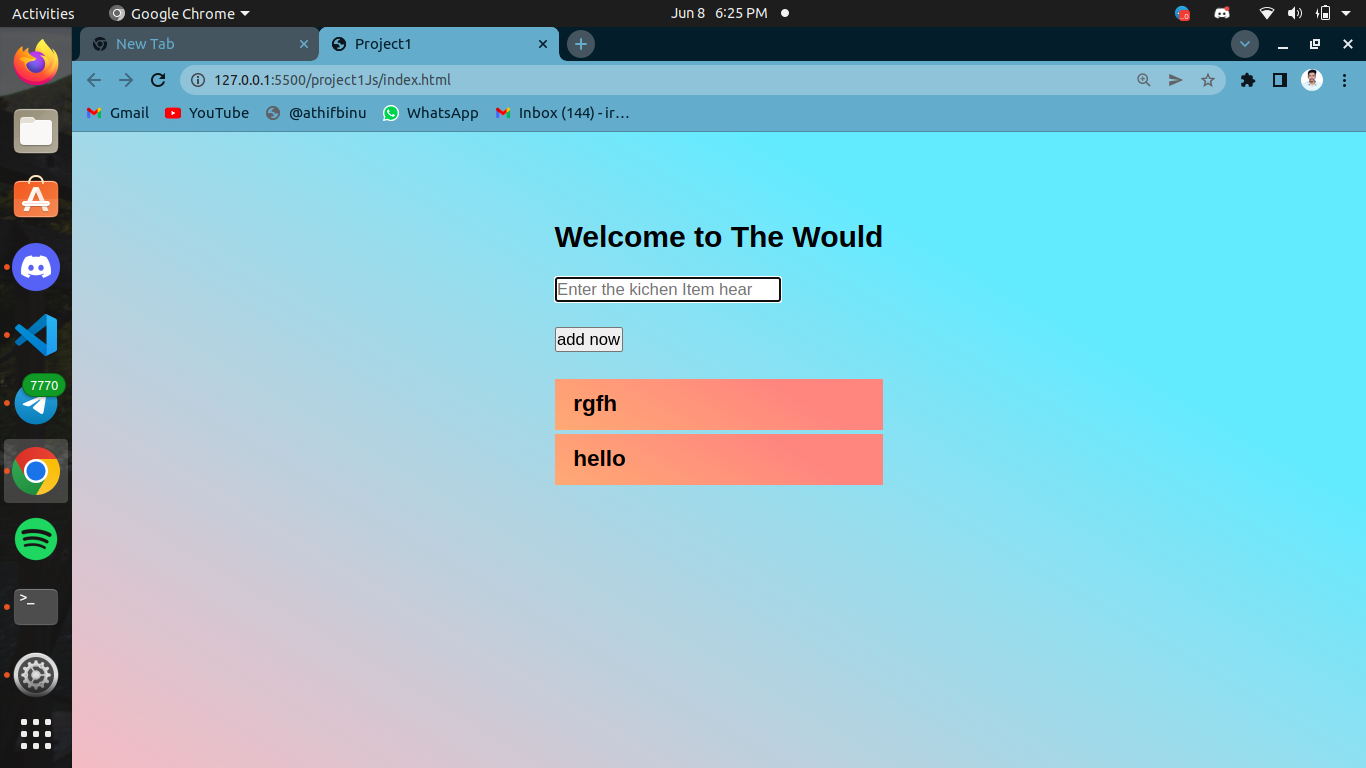 Activities Google Chrome Jun 8 6:25 PM
New Tab Project1
127.0.0.1:5500/project1Js/index.html
Gmail YouTube @athifbinu WhatsApp Inbox (144) - ir…
Welcome to The Would
Enter the kichen Item hear
add now
7770
rgfh
hello
>_